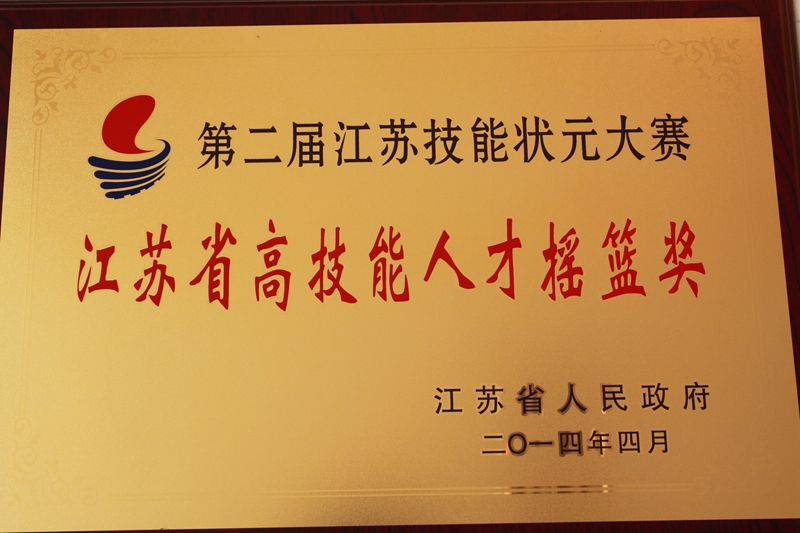 第二届江苏技能状元大赛
江苏省高技能人才摇篮奖
江苏省人民政府
二〇一四年四月